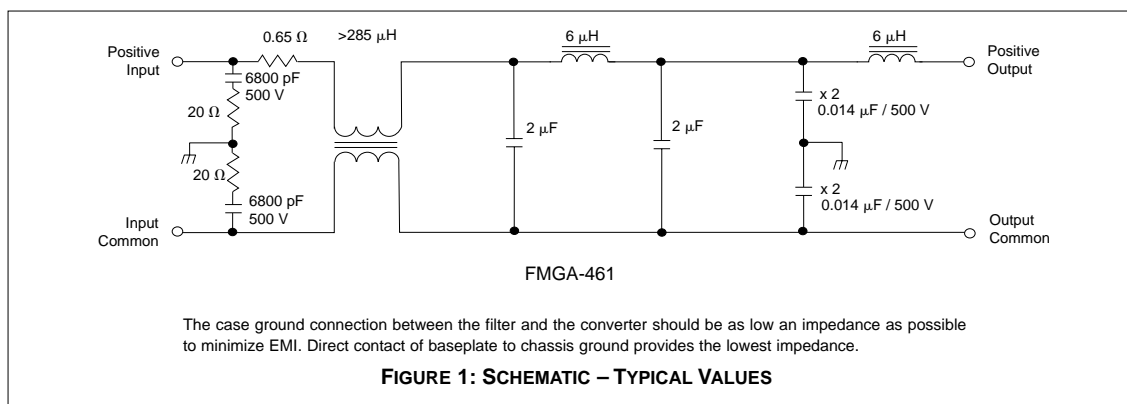 0.65 Ω
>285 μH
6 μH
6 μH
Positive
Input
Positive
Output
6800 pF
500 V
x 2
0.014 μF / 500 V
20 Ω
2 μF
2 μF
20 Ω
6800 pF
500 V
x 2
0.014 μF / 500 V
Input
Common
Output
Common
FMGA-461
The case ground connection between the filter and the converter should be as low an impedance as possible
to minimize EMI. Direct contact of baseplate to chassis ground provides the lowest impedance.
FIGURE 1: SCHEMATIC – TYPICAL VALUES